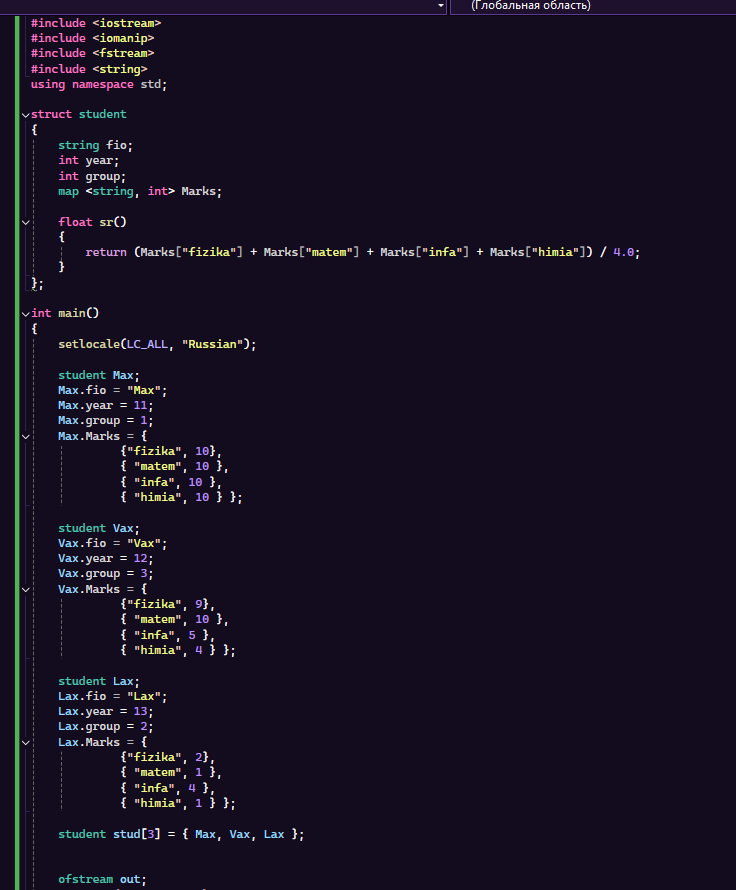 (Глобальная область)
#include <iostream>
#include <iomanip>
#include <fstream>
#include <string>
using namespace std;
struct student
{
string fio;
int year;
int group;
map <string, int> Marks;
float sr()
{
return (Marks["fizika"] + Marks["matem"] + Marks["infa"] + Marks["himia"]) / 4.0;
}
};
int main()
{
setlocale(LC_ALL, "Russian");
student Max;
Max.fio = "Max";
Max.year = 11;
Max.group = 1;
Max.Marks = {
{"fizika", 10},
{ "matem", 10 },
{ "infa", 10 },
{ "himia", 10 } };
student Vax;
Vax.fio = "Vax";
Vax.year = 12;
Vax.group = 3;
Vax.Marks = {
{"fizika", 9},
{ "matem", 10 },
{ "infa", 5 },
{ "himia", 4 } };
student Lax;
Lax.fio = "Lax";
Lax.year = 13;
Lax.group = 2;
Lax.Marks = {
{"fizika", 2},
{ "matem", 1 },
{ "infa", 4 },
{ "himia", 1 } };
student stud[3] = { Max, Vax, Lax };
ofstream out;